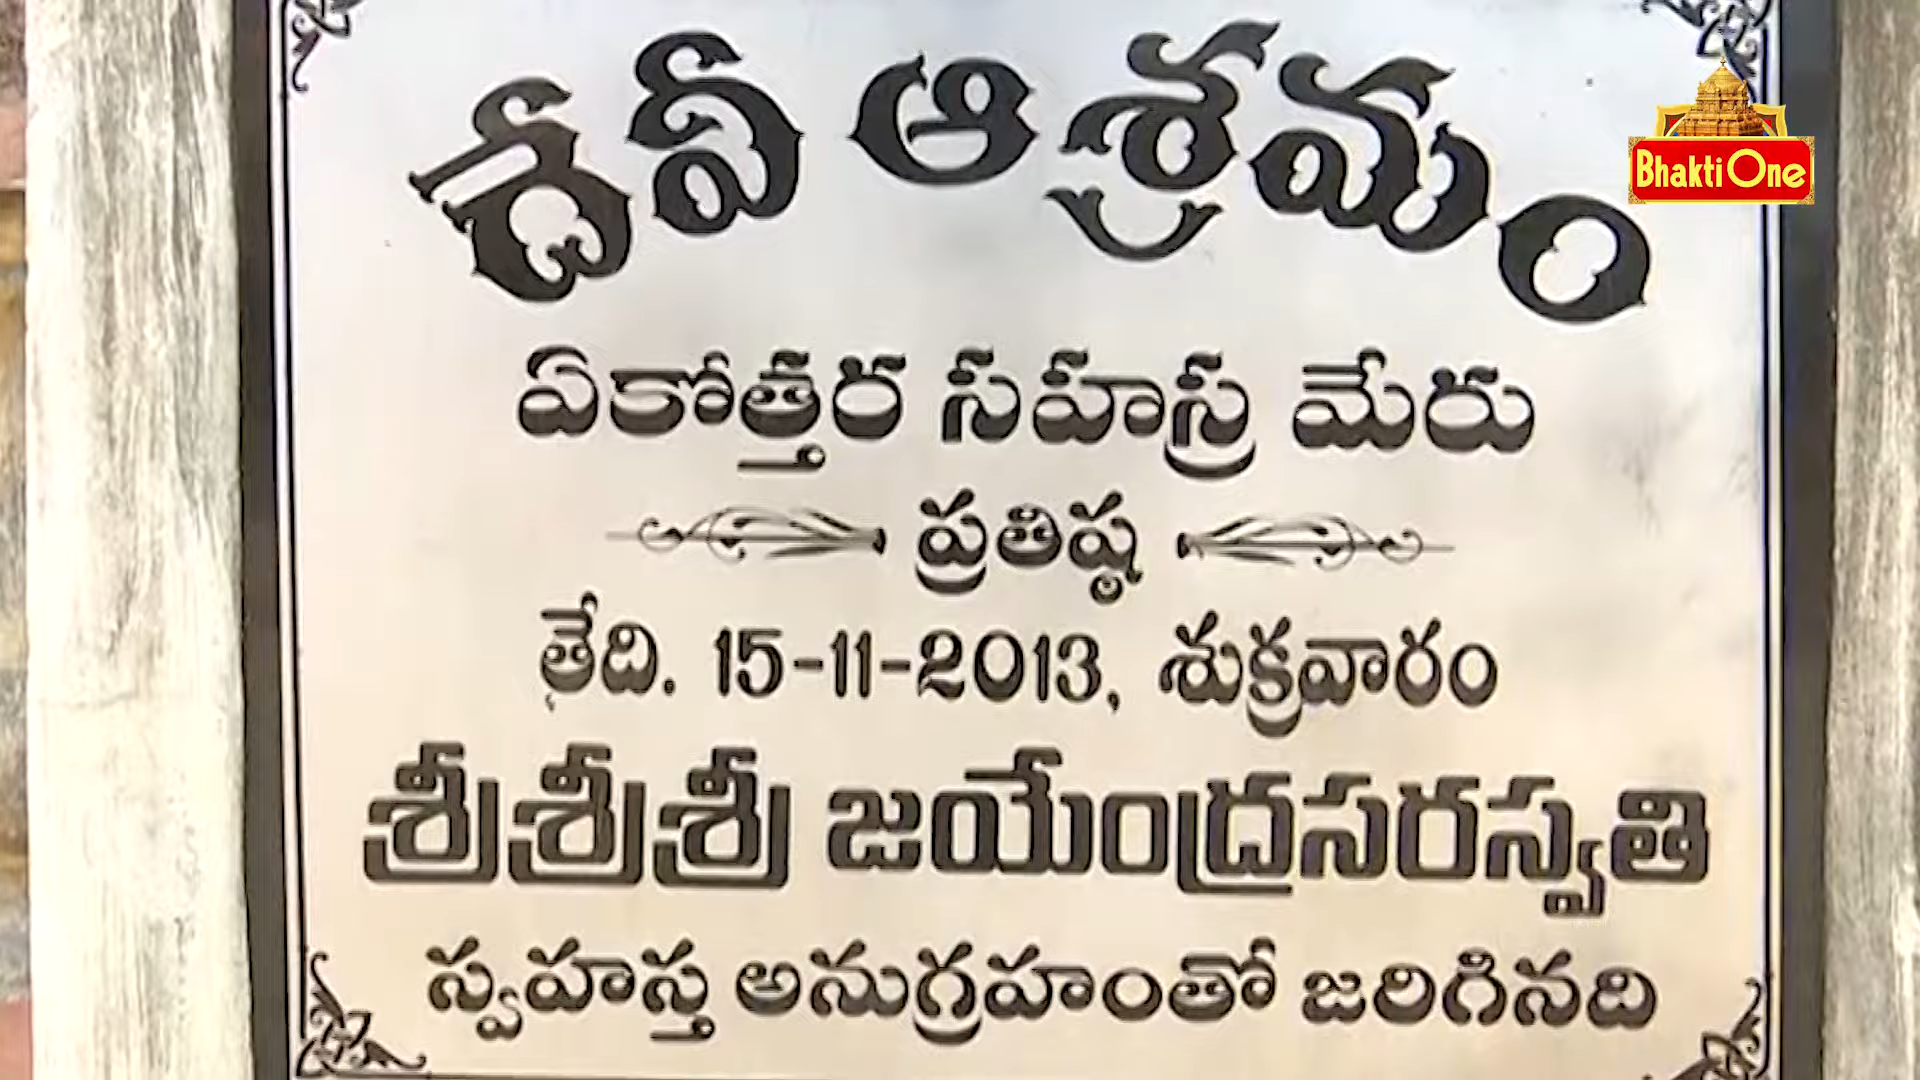 దేవీ ఆశ్రమం
ఏకోత్తర సహస్ర మేరు
ప్రతిష్ఠ
తేది. 15-11-2013, శుక్రవారం
శ్రీశ్రీశ్రీ జయేంద్రసరస్వతి
స్వహస్త అనుగ్రహంతో జరిగినది
Bhakti One